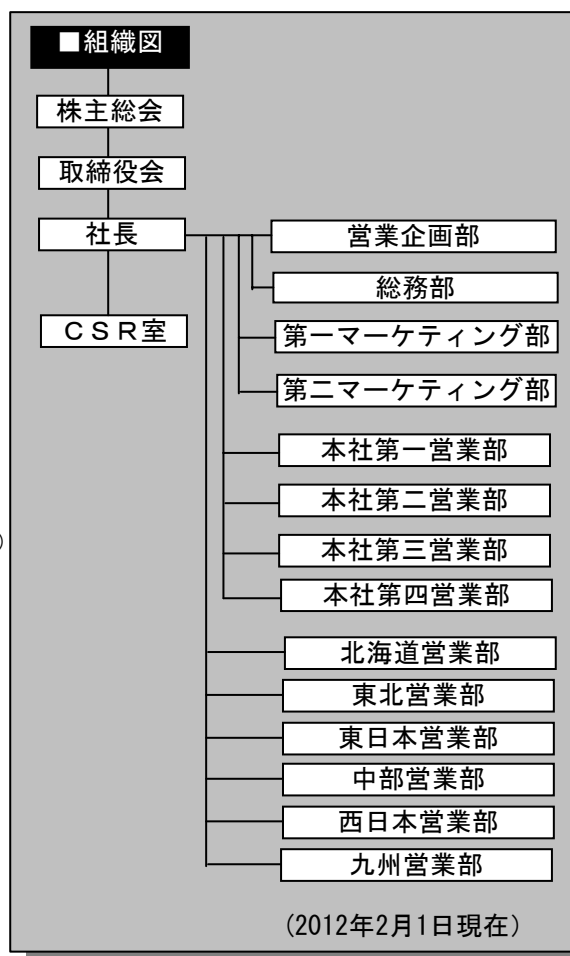 ■組織図
株主総会
取締役会
社長
営業企画部
総務部
CSR室
第一マーケティング部
第二マーケティング部
本社第一営業部
本社第二営業部
本社第三営業部
本社第四営業部
北海道営業部
東北営業部
東日本営業部
中部営業部
西日本営業部
九州営業部
(2012年2月1日現在)
)